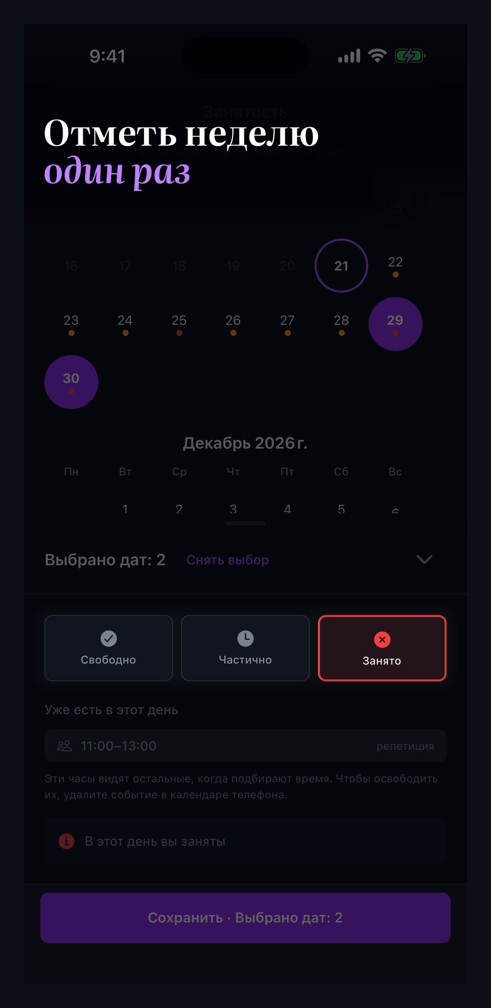 9:41
Занятость
Отметь неделю
один раз
16 17 18 19 20 21 22
23 24 25 26 27 28 29
30
Декабрь 2026 г.
Пн Вт Ср Чт Пт Сб Вс
1 2 3 4 5 6
Выбрано дат: 2 Снять выбор
Свободно Частично Занято
Уже есть в этот день
11:00–13:00 репетиция
Эти часы видят остальные, когда подбирают время. Чтобы освободить
их, удалите событие в календаре телефона.
В этот день вы заняты
Сохранить · Выбрано дат: 2